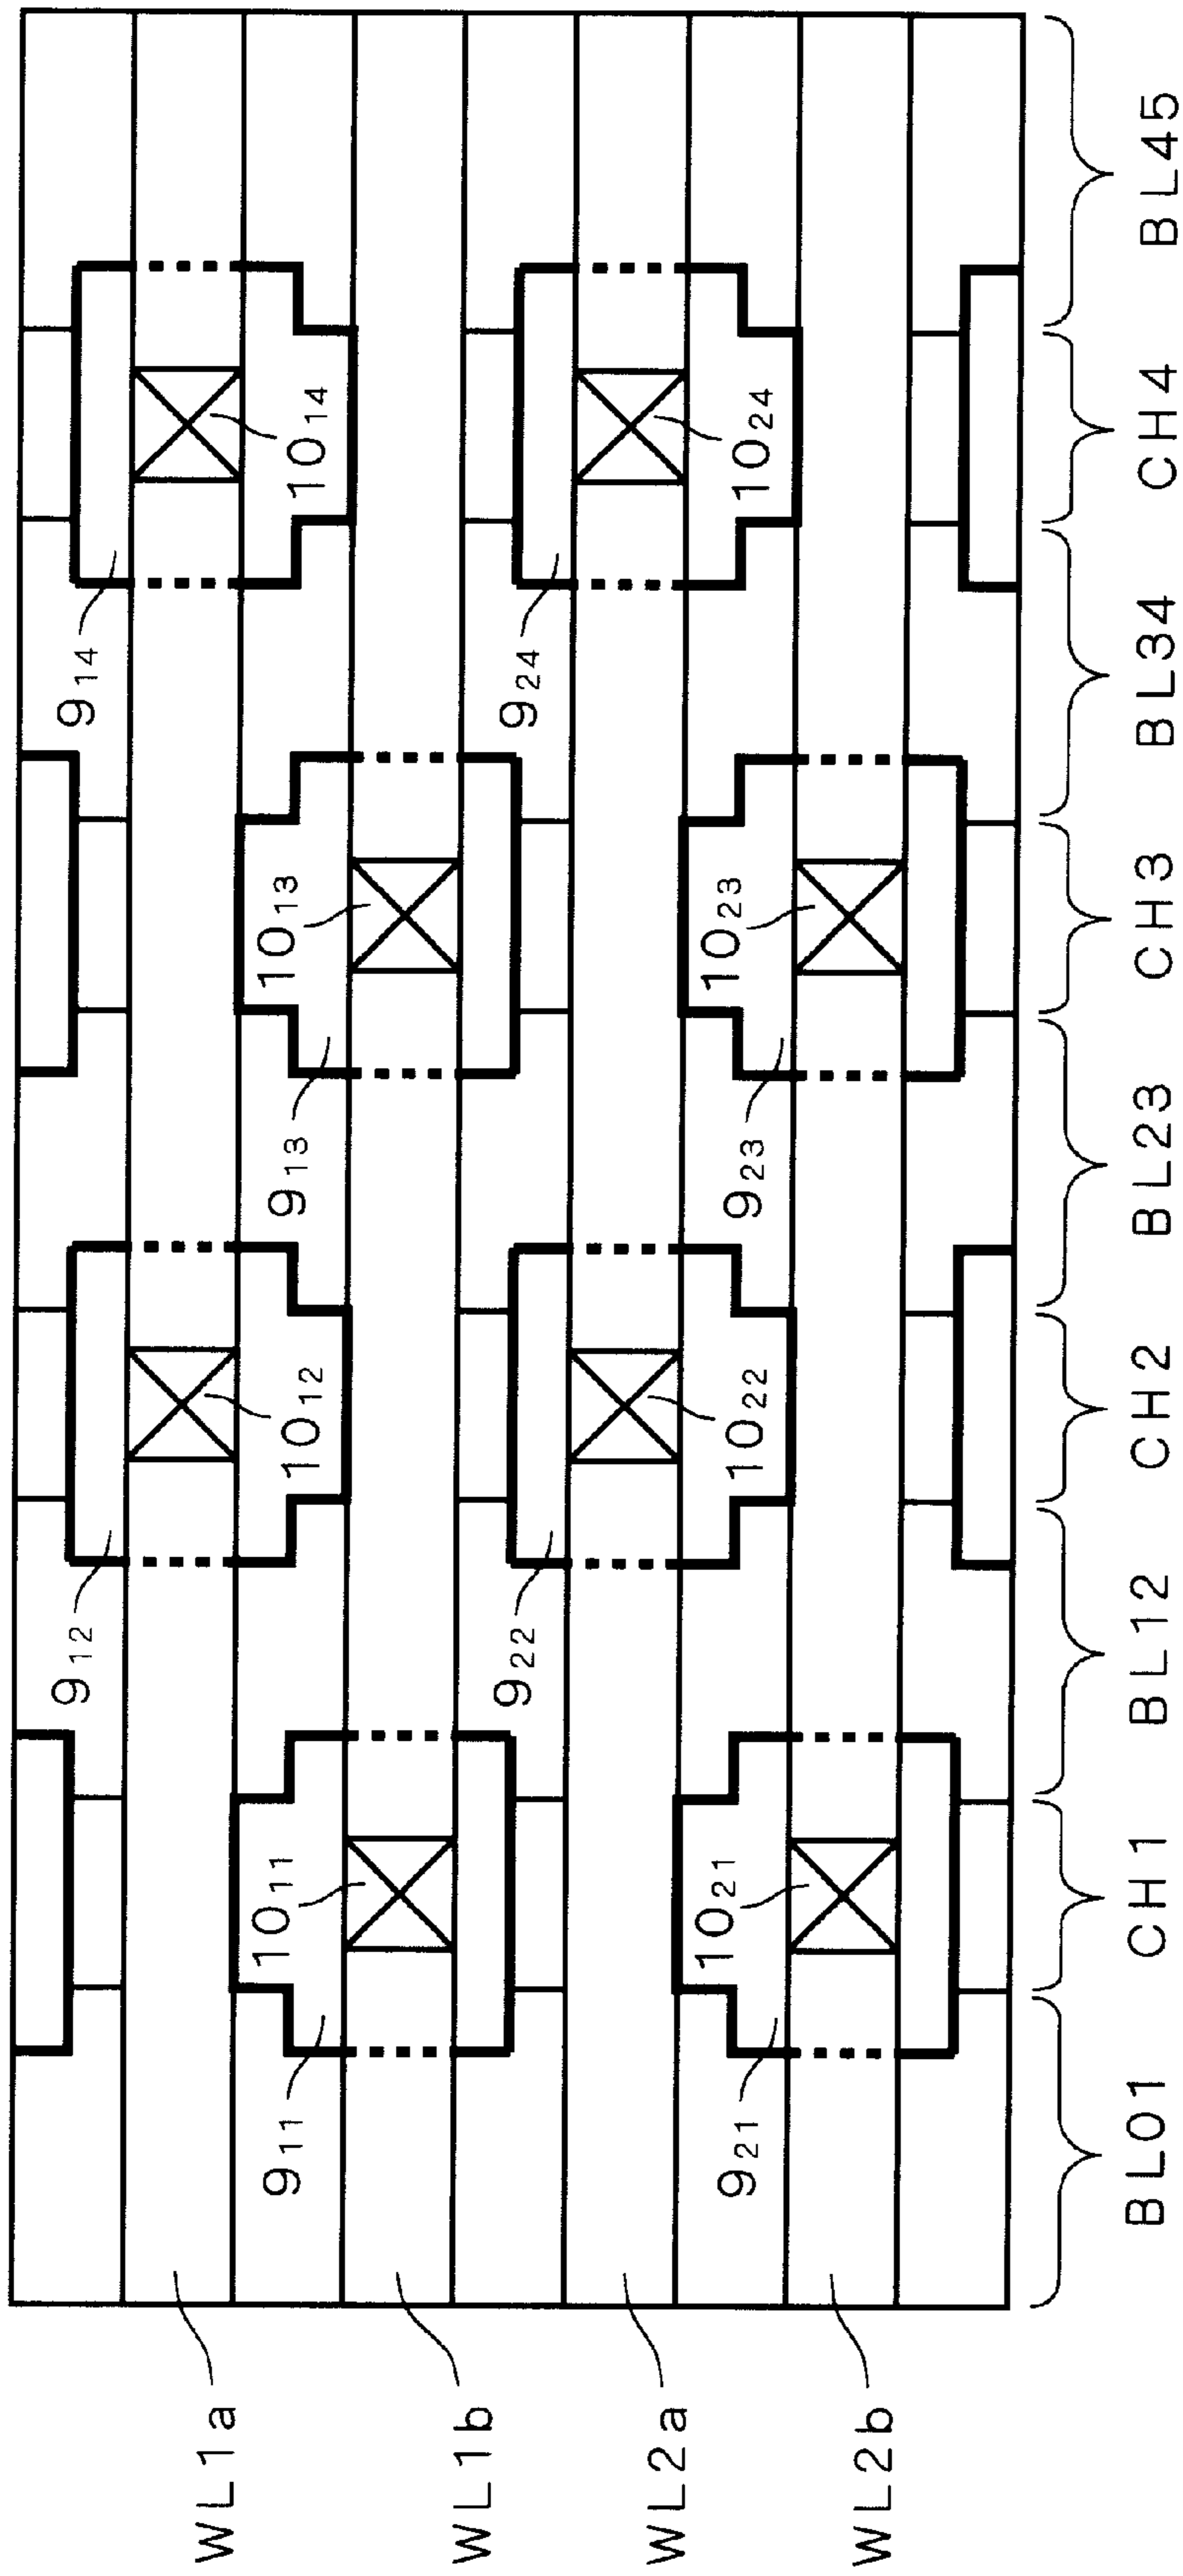 9₁₂ 9₁₄
WL1a
9₁₁ 10₁₁ 10₁₂ 9₁₃ 10₁₃ 10₁₄
WL1b
9₂₂ 9₂₄
WL2a
9₂₁ 10₂₁ 10₂₂ 9₂₃ 10₂₃ 10₂₄
WL2b
BL01 CH1 BL12 CH2 BL23 CH3 BL34 CH4 BL45